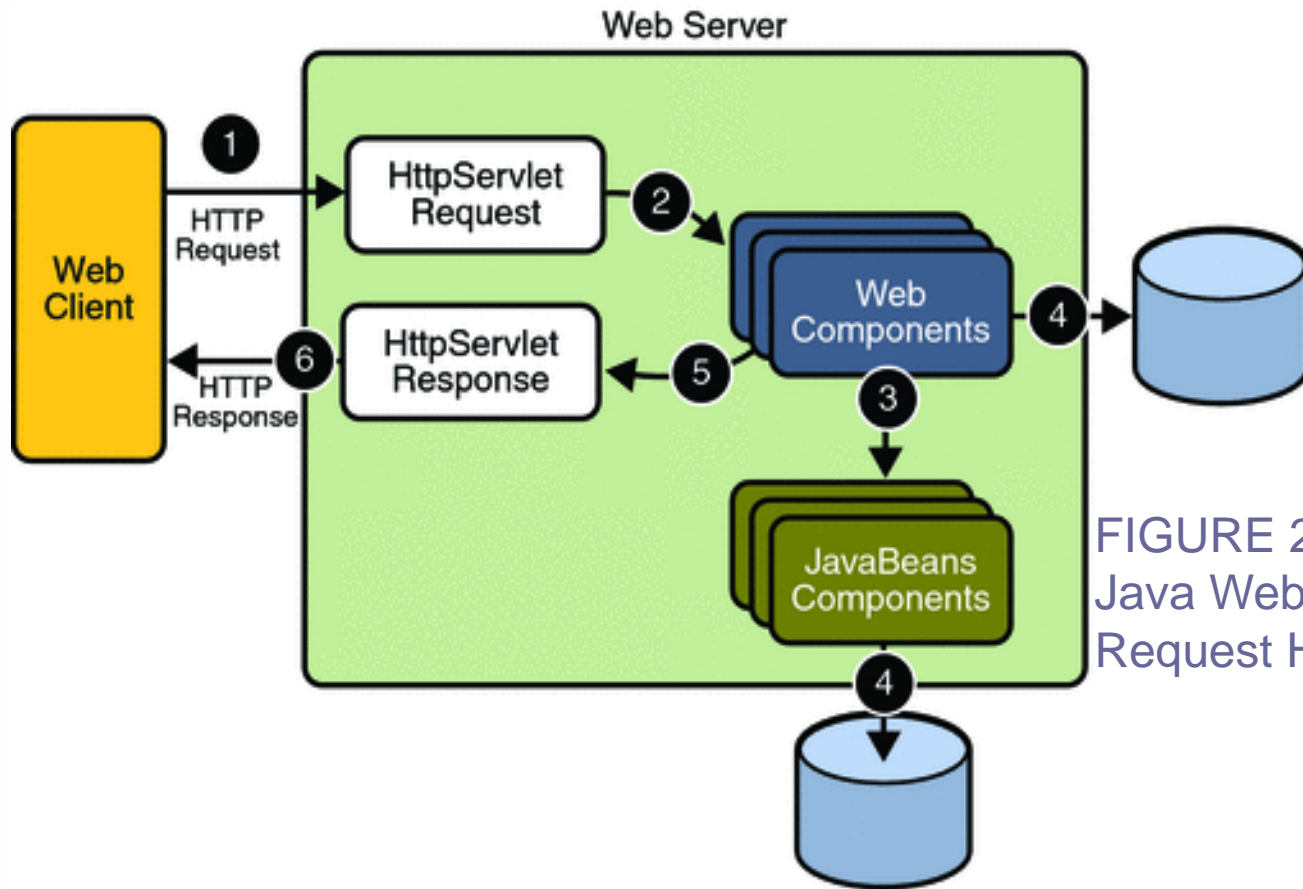 Web Server
1
HTTP
Request
HttpServlet
Request
2
Web
Client
Web
Components
4
HttpServlet
Response
5
6
HTTP
Response
3
JavaBeans
Components
4
FIGURE 2
Java Web
Request H